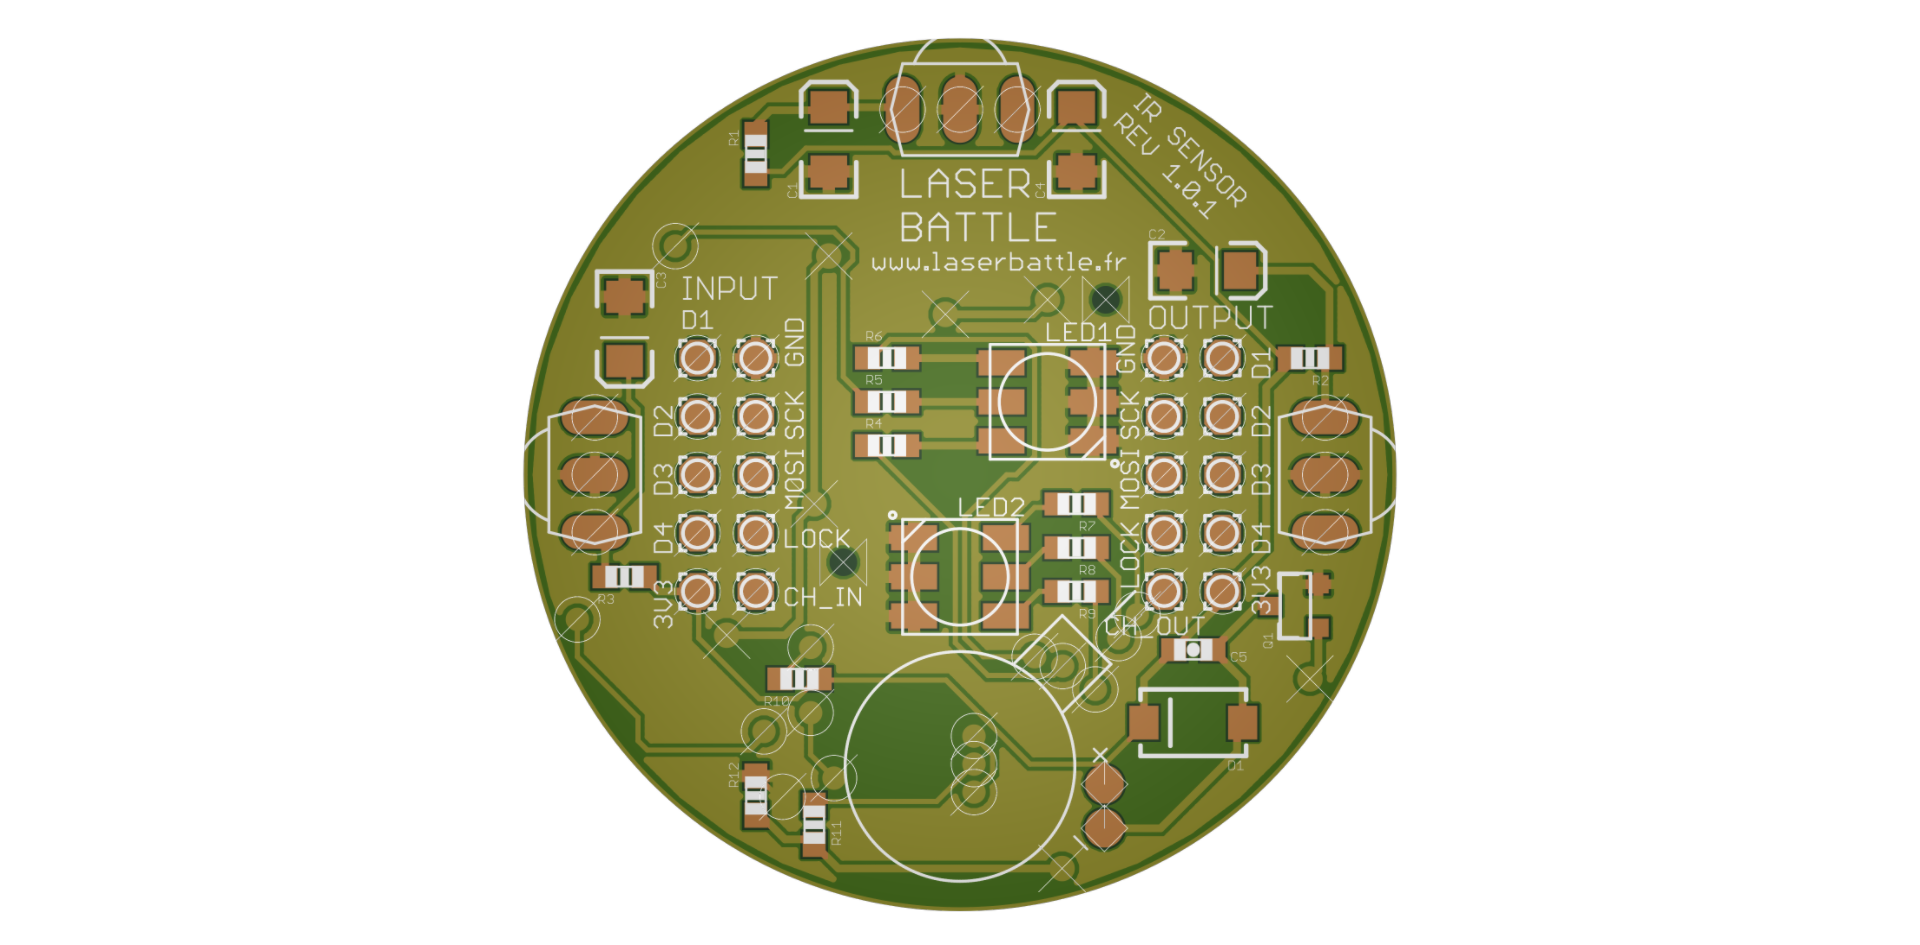 IR SENSOR
REV 1.0.1
R1
C1
LASER
C4
BATTLE
www.laserbattle.fr
C2
C3
INPUT
D1
GND
OUTPUT
LED1
GND
D1
R6
R2
R5
D2
SCK
R4
SCK
D2
D3
MOSI
MOSI
D3
LED2
R7
D4
LOCK
LOCK
D4
R8
3V3
CH_IN
R3
R9
3V3
CH_OUT
Q1
C5
R10
R12
D1
R11